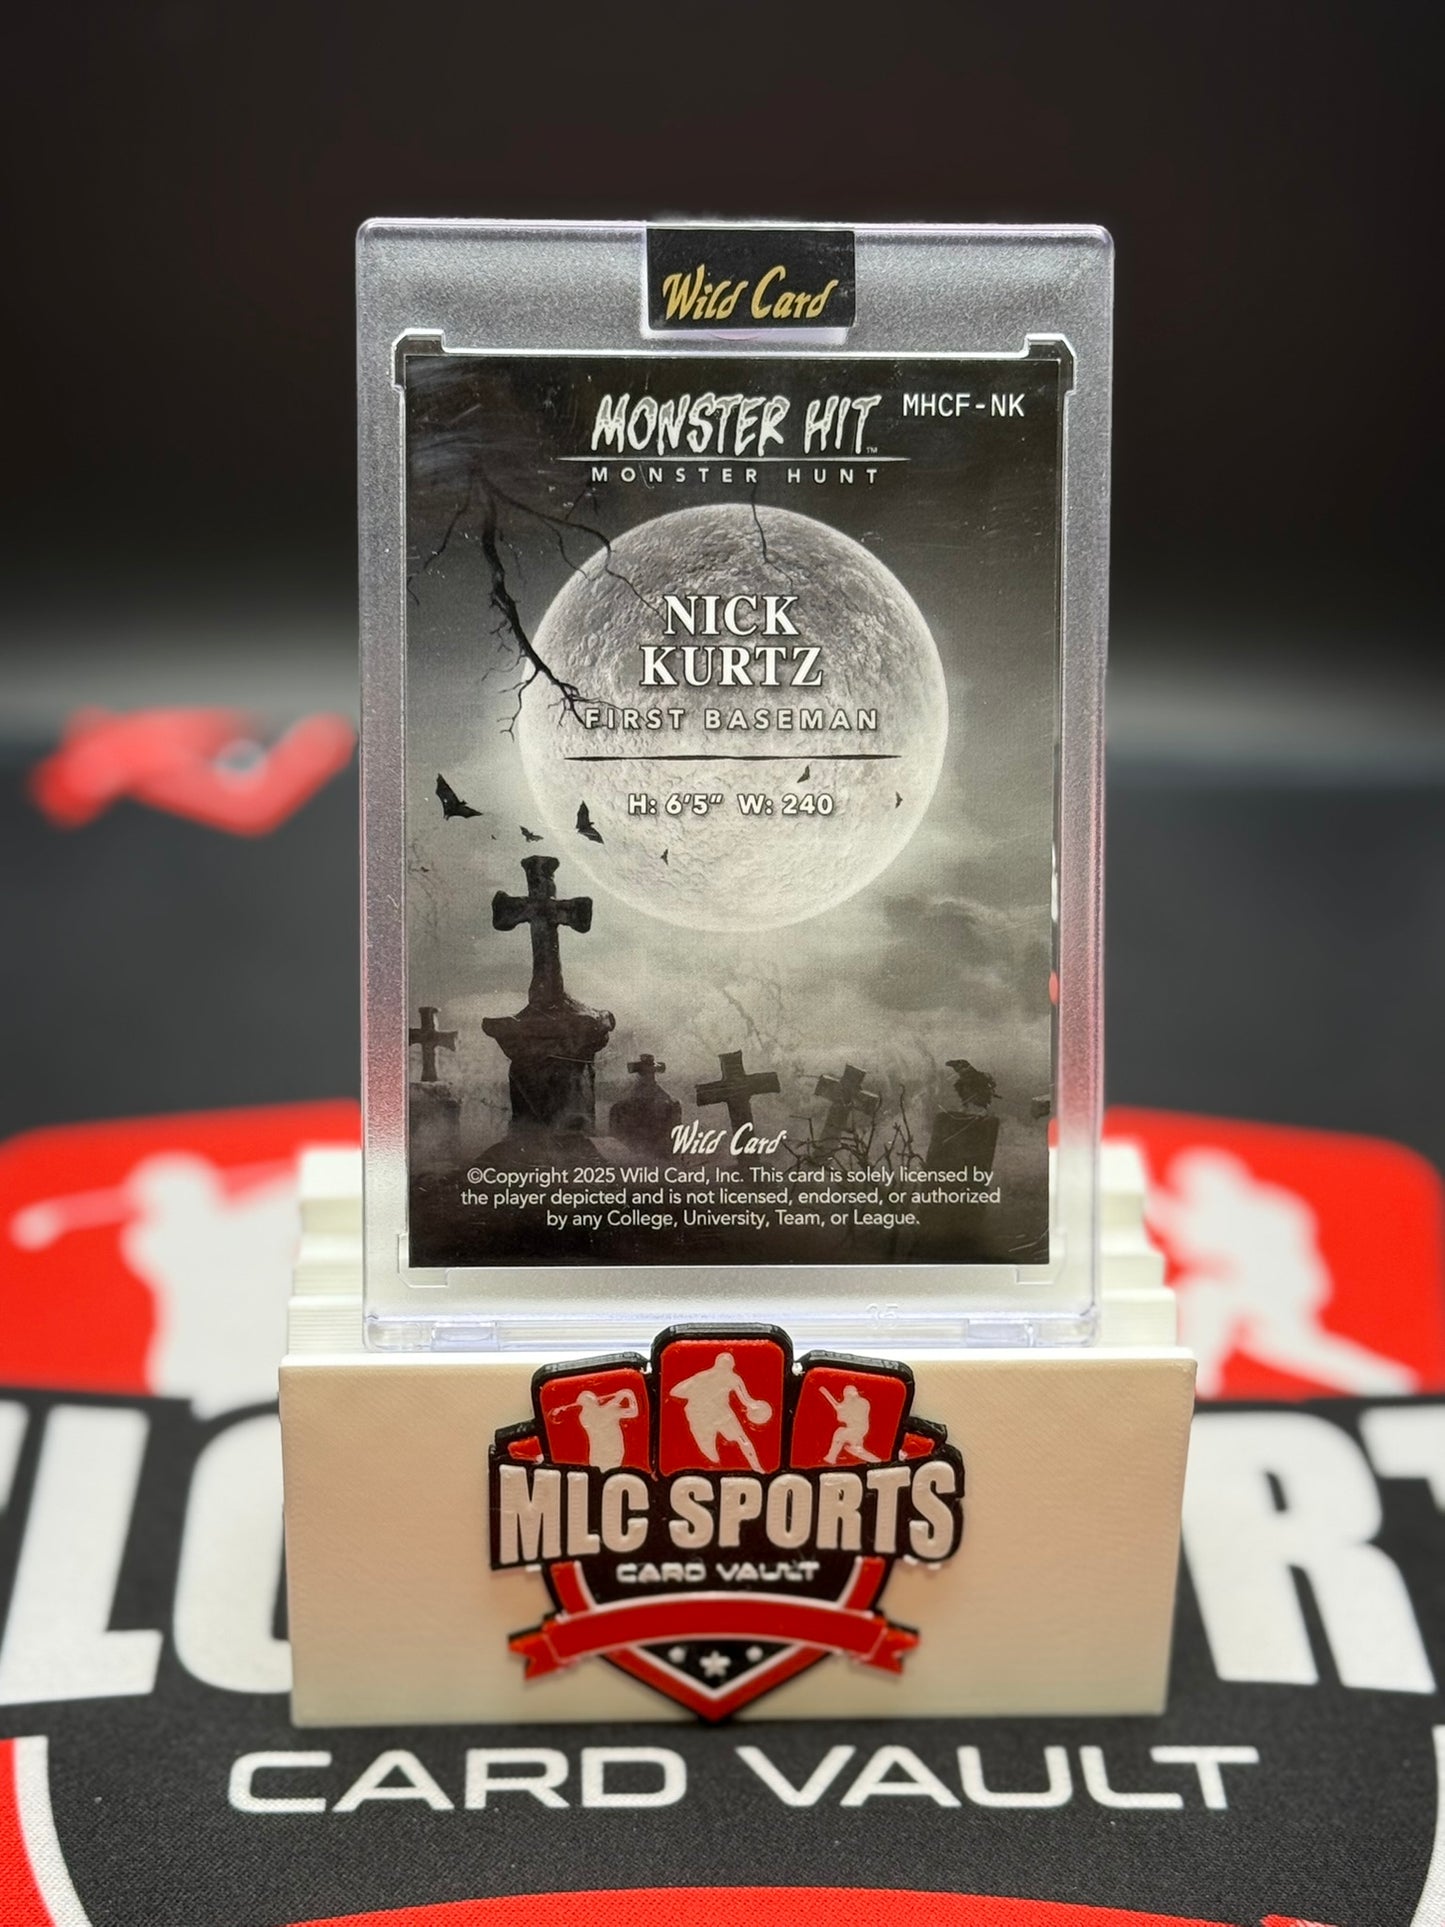 Wild Card
MONSTER HIT™ MHCF-NK
MONSTER HUNT
NICK
KURTZ
FIRST BASEMAN
H: 6'5" W: 240
Wild Card
©Copyright 2025 Wild Card, Inc. This card is solely licensed by
the player depicted and is not licensed, endorsed, or authorized
by any College, University, Team, or League.
35
MLC SPORTS
CARD VAULT
CARD VAULT